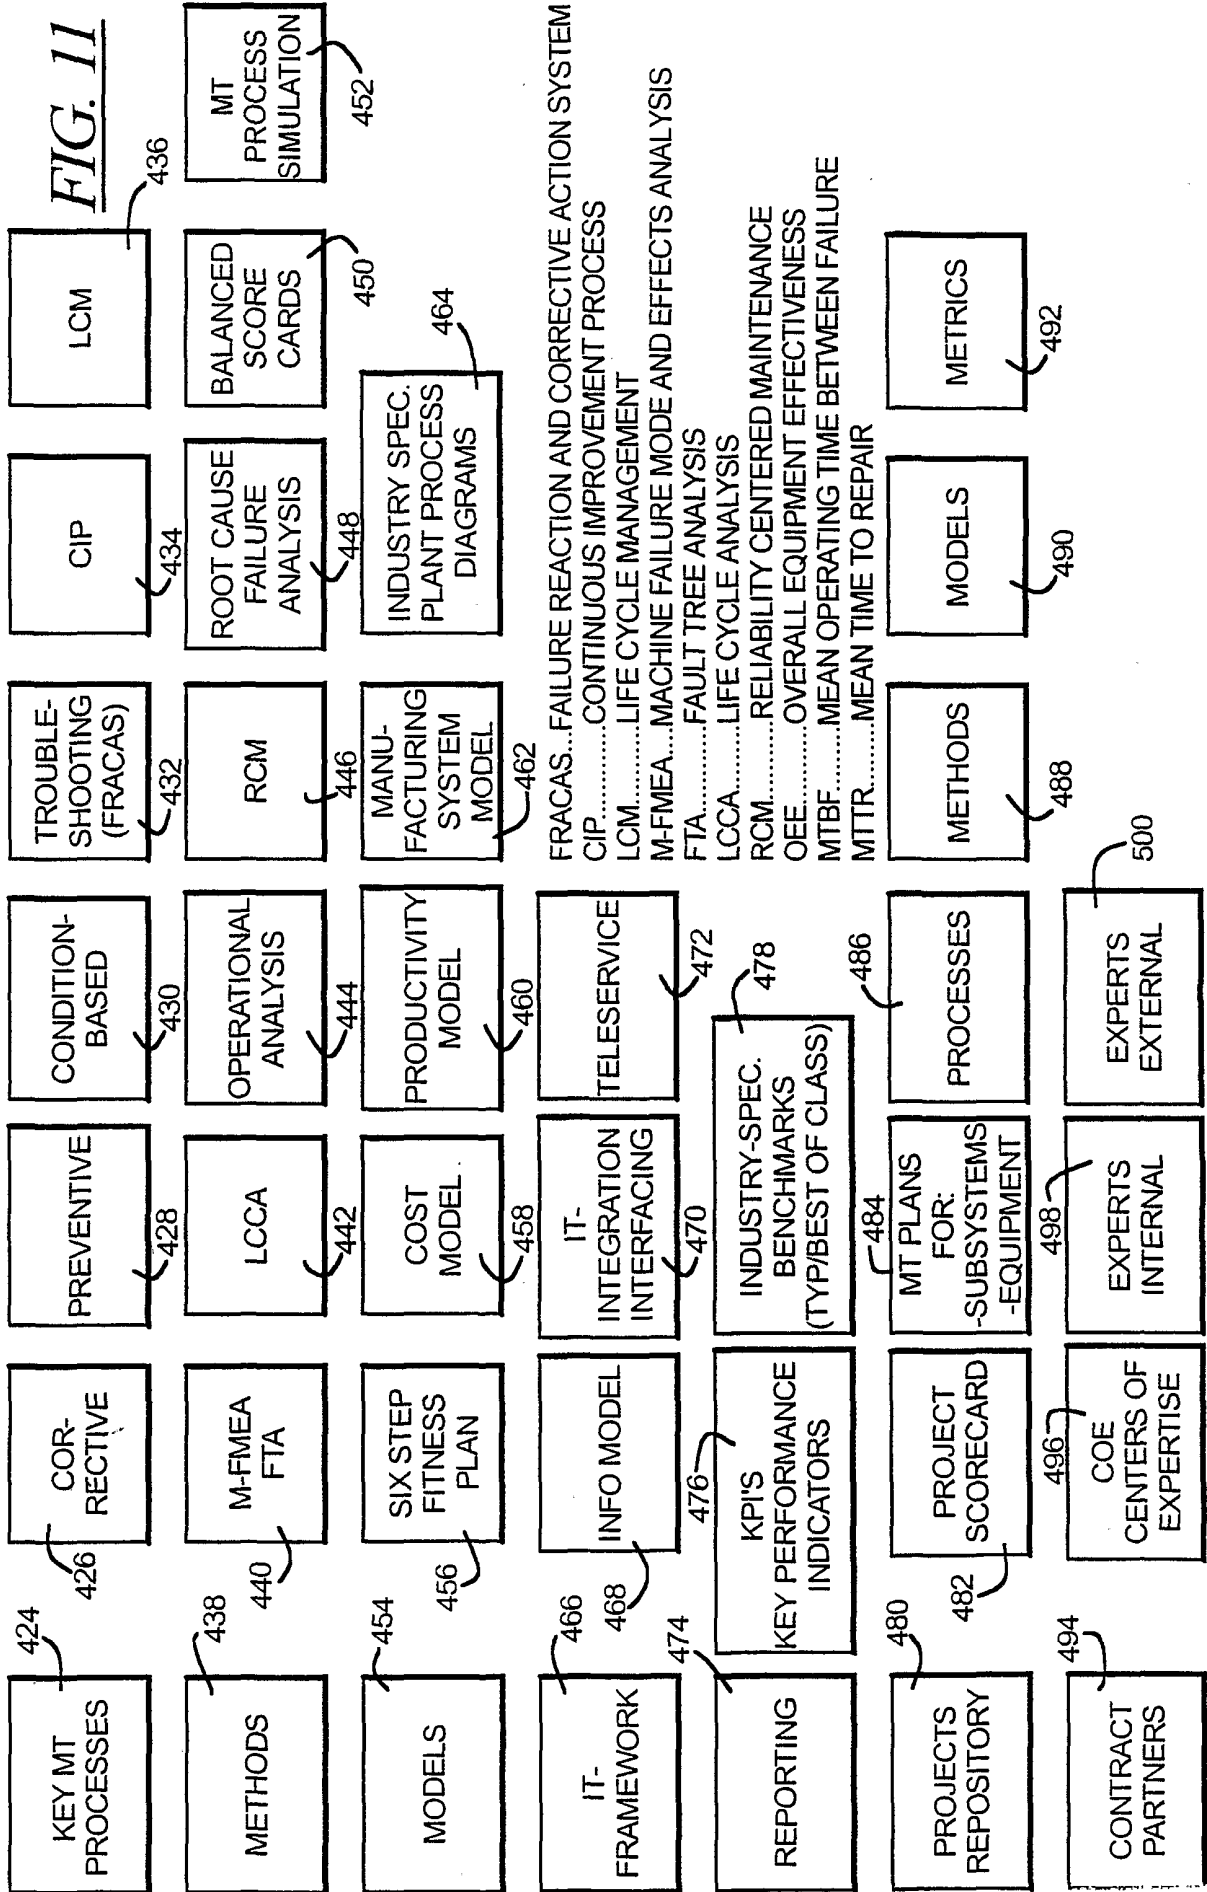 FIG. 11
KEY MT
PROCESSES
424
COR-
RECTIVE
426
PREVENTIVE
428
CONDITION-
BASED
430
TROUBLE-
SHOOTING
(FRACAS)
432
CIP
434
LCM
436
METHODS
438
M-FMEA
FTA
440
LCCA
442
OPERATIONAL
ANALYSIS
444
RCM
446
ROOT CAUSE
FAILURE
ANALYSIS
448
BALANCED
SCORE
CARDS
450
MT
PROCESS
SIMULATION
452
MODELS
454
SIX STEP
FITNESS
PLAN
456
COST
MODEL
458
PRODUCTIVITY
MODEL
460
MANU-
FACTURING
SYSTEM
MODEL
462
INDUSTRY SPEC.
PLANT PROCESS
DIAGRAMS
464
IT-
FRAMEWORK
466
INFO MODEL
468
IT-
INTEGRATION
INTERFACING
470
TELESERVICE
472
FRACAS...FAILURE REACTION AND CORRECTIVE ACTION SYSTEM
CIP..........CONTINUOUS IMPROVEMENT PROCESS
LCM.........LIFE CYCLE MANAGEMENT
M-FMEA...MACHINE FAILURE MODE AND EFFECTS ANALYSIS
FTA.........FAULT TREE ANALYSIS
LCCA.......LIFE CYCLE ANALYSIS
RCM........RELIABILITY CENTERED MAINTENANCE
OEE.........OVERALL EQUIPMENT EFFECTIVENESS
MTBF.......MEAN OPERATING TIME BETWEEN FAILURE
MTTR.......MEAN TIME TO REPAIR
REPORTING
474
KPI'S
KEY PERFORMANCE
INDICATORS
476
INDUSTRY-SPEC.
BENCHMARKS
(TYP/BEST OF CLASS)
478
PROJECTS
REPOSITORY
480
PROJECT
SCORECARD
482
MT PLANS
FOR:
-SUBSYSTEMS
-EQUIPMENT
484
PROCESSES
486
METHODS
488
MODELS
490
METRICS
492
CONTRACT
PARTNERS
494
COE
CENTERS OF
EXPERTISE
496
EXPERTS
INTERNAL
498
EXPERTS
EXTERNAL
500